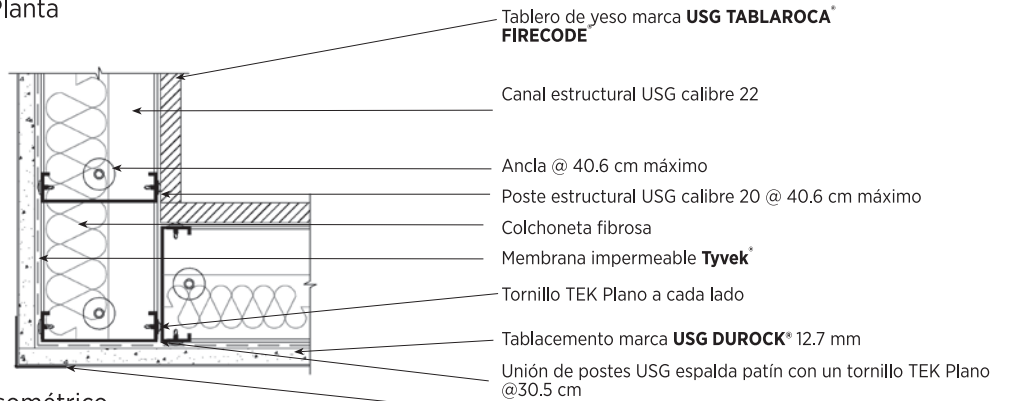 Planta
Tablero de yeso marca USG TABLAROCA®
FIRECODE®
Canal estructural USG calibre 22
Ancla @ 40.6 cm máximo
Poste estructural USG calibre 20 @ 40.6 cm máximo
Colchoneta fibrosa
Membrana impermeable Tyvek®
Tornillo TEK Plano a cada lado
Tablacemento marca USG DUROCK® 12.7 mm
Unión de postes USG espalda patín con un tornillo TEK Plano
@30.5 cm